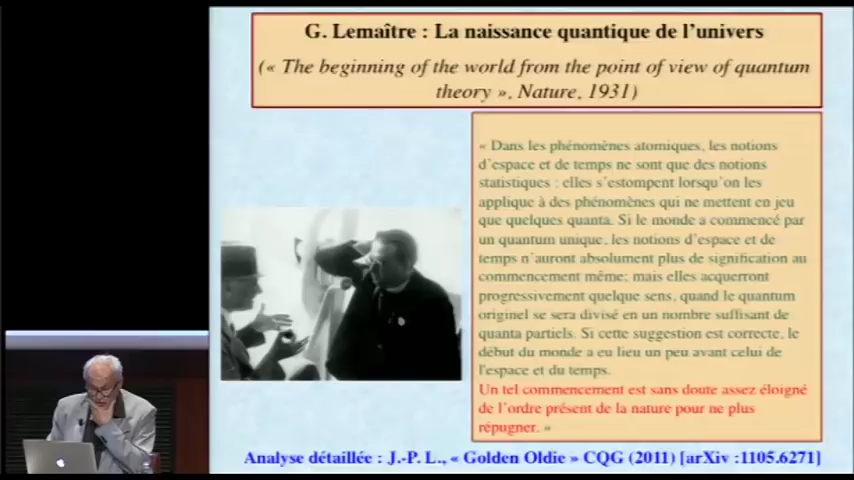 G. Lemaître : La naissance quantique de l'univers
(« The beginning of the world from the point of view of quantum
theory », Nature, 1931)
« Dans les phénomènes atomiques, les notions
d'espace et de temps ne sont que des notions
statistiques : elles s'estompent lorsqu'on les
applique à des phénomènes qui ne mettent en jeu
que quelques quanta. Si le monde a commencé par
un quantum unique, les notions d'espace et de
temps n'auront absolument plus de signification au
commencement même; mais elles acquerront
progressivement quelque sens, quand le quantum
originel se sera divisé en un nombre suffisant de
quanta partiels. Si cette suggestion est correcte, le
début du monde a eu lieu un peu avant celui de
l'espace et du temps.
Un tel commencement est sans doute assez éloigné
de l'ordre présent de la nature pour ne plus
répugner. »
Analyse détaillée : J.-P. L., « Golden Oldie » CQG (2011) [arXiv :1105.6271]